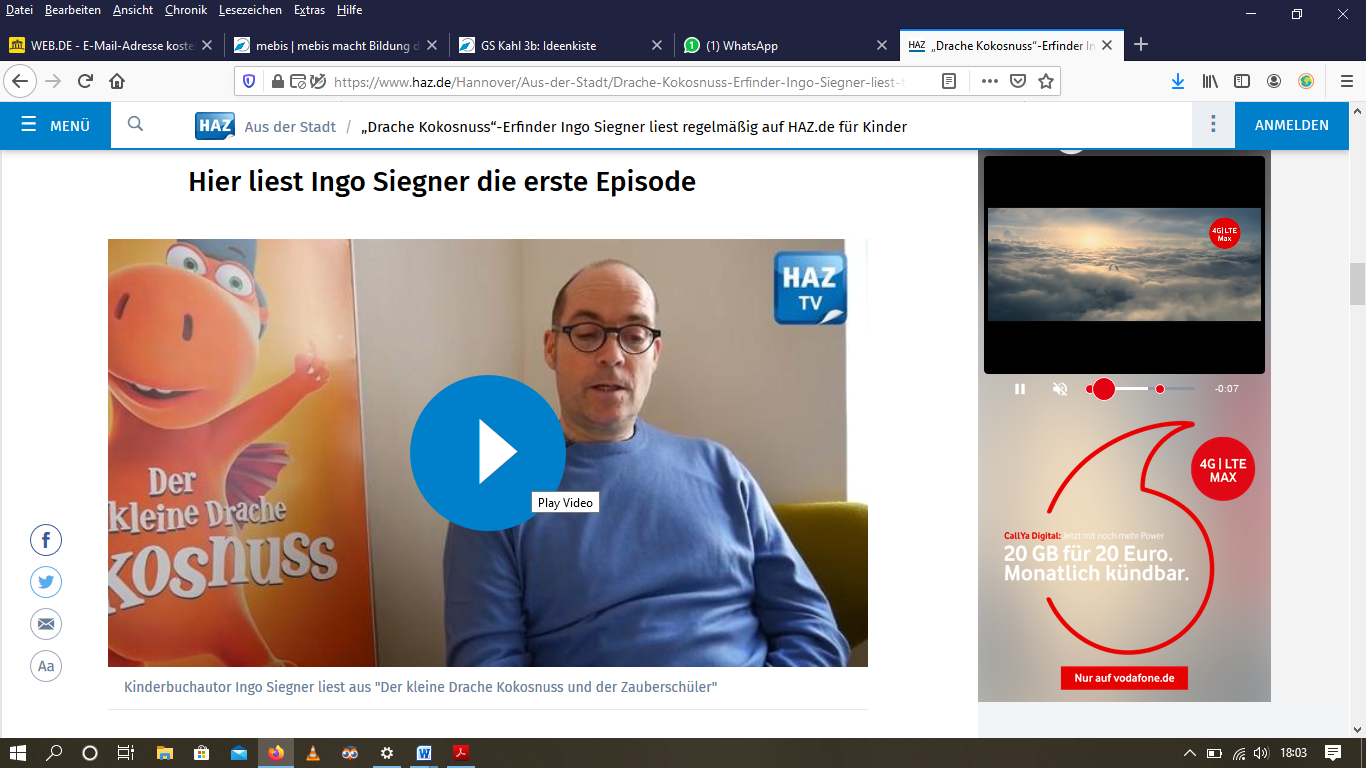 Datei Bearbeiten Ansicht Chronik Lesezeichen Extras Hilfe
WEB.DE - E-Mail-Adresse koste
mebis | mebis macht Bildung d
GS Kahl 3b: Ideenkiste
(1) WhatsApp
HAZ „Drache Kokosnuss“-Erfinder In
https://www.haz.de/Hannover/Aus-der-Stadt/Drache-Kokosnuss-Erfinder-Ingo-Siegner-liest-
MENÜ
HAZ Aus der Stadt / „Drache Kokosnuss“-Erfinder Ingo Siegner liest regelmäßig auf HAZ.de für Kinder
ANMELDEN
Hier liest Ingo Siegner die erste Episode
HAZ
TV
Der
kleine Drache
kosnuss
Play Video
Aa
Kinderbuchautor Ingo Siegner liest aus "Der kleine Drache Kokosnuss und der Zauberschüler"
4G|LTE
Max
-0:07
4G | LTE
MAX
CallYa Digital: Jetzt mit noch mehr Power
20 GB für 20 Euro.
Monatlich kündbar.
Nur auf vodafone.de
18:03